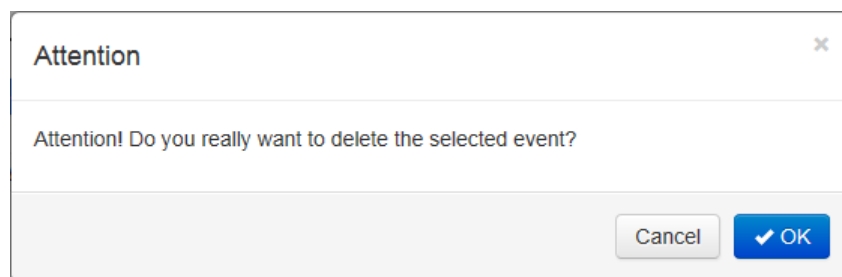 Attention
Attention! Do you really want to delete the selected event?
Cancel
OK